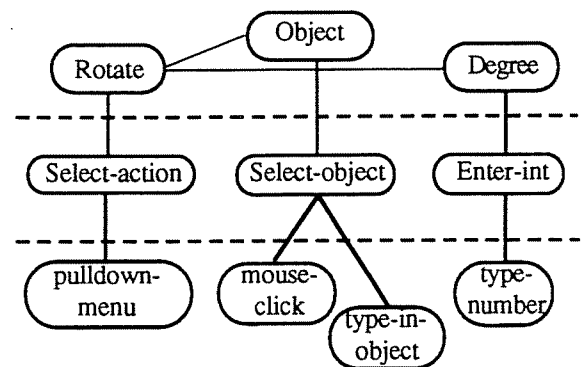 Object
Rotate
Degree
Select-action
Select-object
Enter-int
pulldown-
menu
mouse-
click
type-in-
object
type-
number